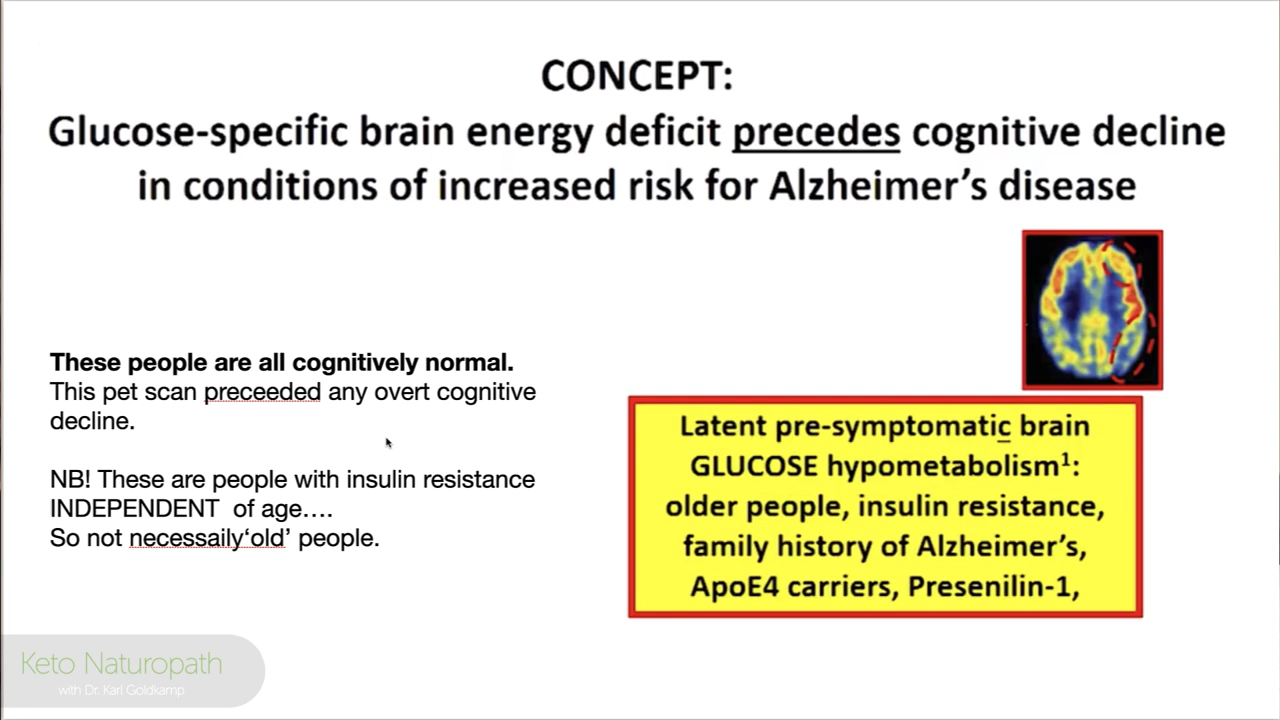 CONCEPT:
Glucose-specific brain energy deficit precedes cognitive decline
in conditions of increased risk for Alzheimer's disease
These people are all cognitively normal.
This pet scan preceeded any overt cognitive
decline.
NB! These are people with insulin resistance
INDEPENDENT  of age….
So not necessaily‘old’ people.
Latent pre-symptomatic brain
GLUCOSE hypometabolism¹:
older people, insulin resistance,
family history of Alzheimer's,
ApoE4 carriers, Presenilin-1,
Keto Naturopath
with Dr. Karl Goldkamp